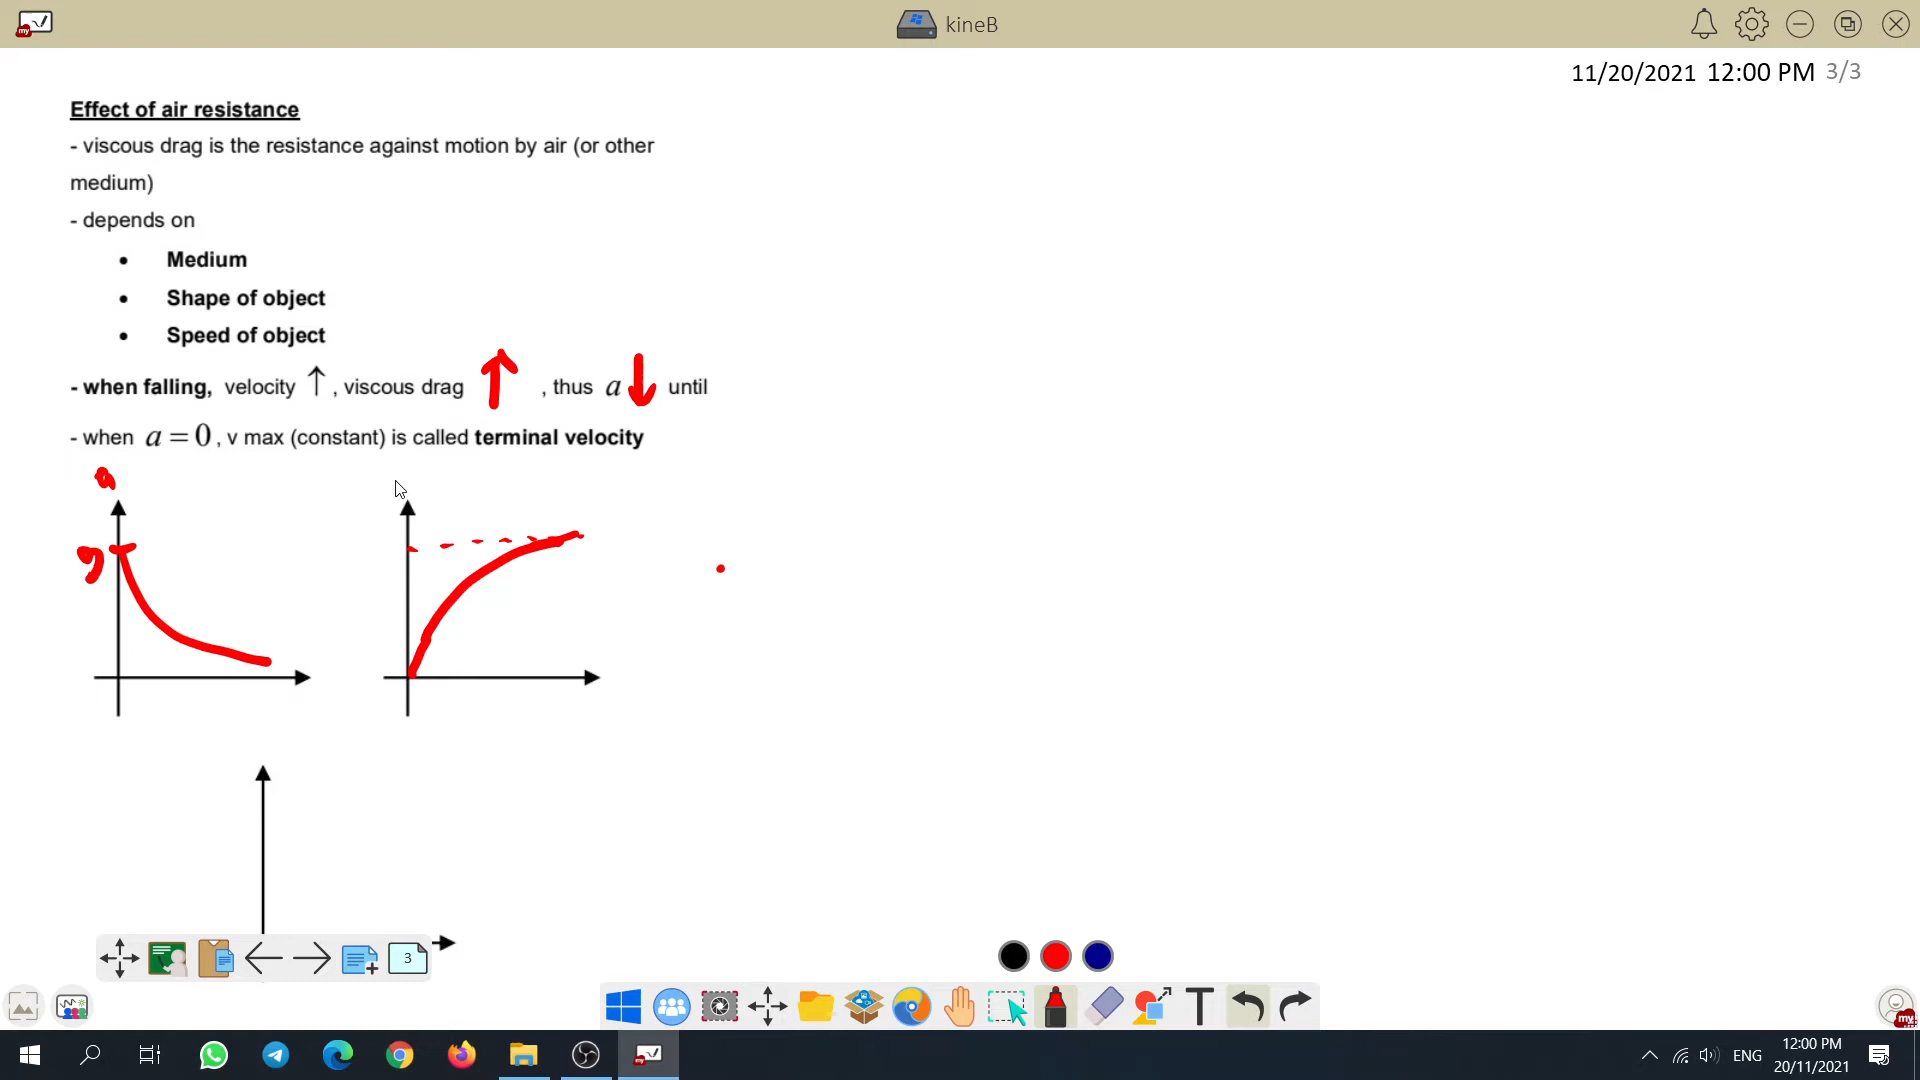 kineB
11/20/2021 12:00 PM 3/3
Effect of air resistance
- viscous drag is the resistance against motion by air (or other
medium)
- depends on
• Medium
• Shape of object
• Speed of object
- when falling, velocity ↑ , viscous drag ↑ , thus a ↓ until
- when a = 0 , v max (constant) is called terminal velocity
a
g
3
my
ENG
12:00 PM
20/11/2021